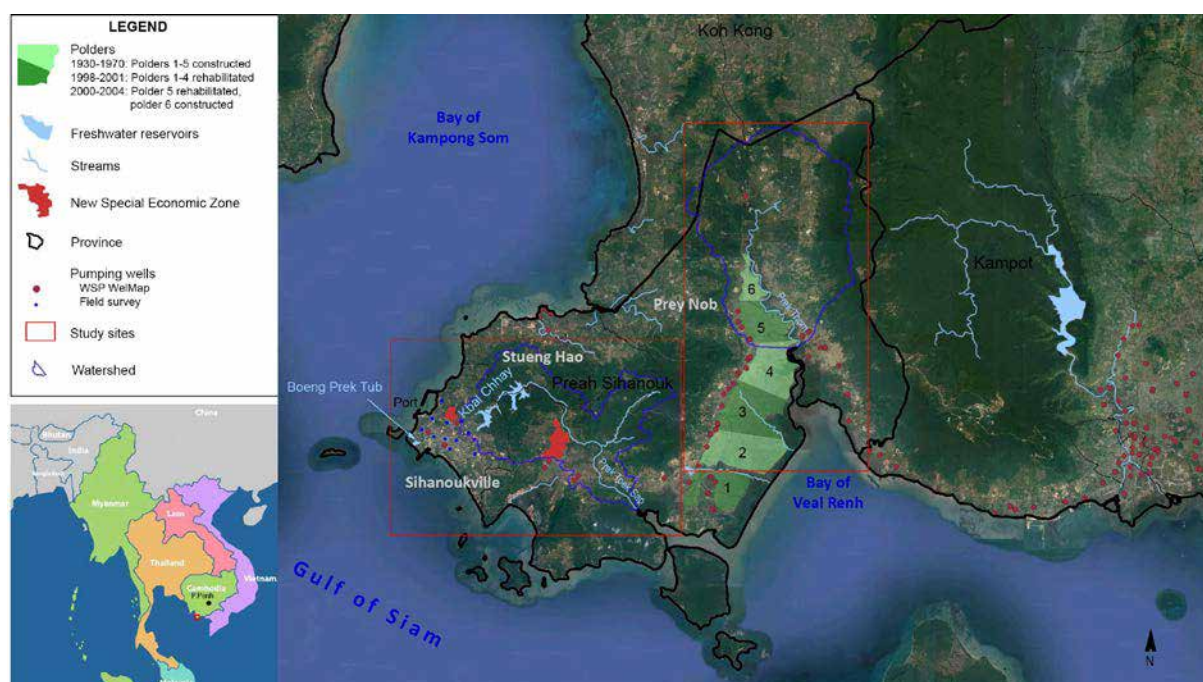 LEGEND
Polders
1930-1970: Polders 1-5 constructed
1998-2001: Polders 1-4 rehabilitated
2000-2004: Polder 5 rehabilitated,
polder 6 constructed
Freshwater reservoirs
Streams
New Special Economic Zone
Province
Pumping wells
WSP WelMap
Field survey
Study sites
Watershed
China
Bhutan
India
Bangladesh
Myanmar
Laos
Thailand
Vietnam
Cambodia
P.Penh
Koh Kong
Bay of
Kampong Som
Kampot
Prey Nob
6
5
4
3
2
1
Stueng Hao
Preah Sihanouk
Kbal Chhay
Boeng Prek Tub
Port
Sihanoukville
Bay of
Veal Renh
Gulf of Siam
N